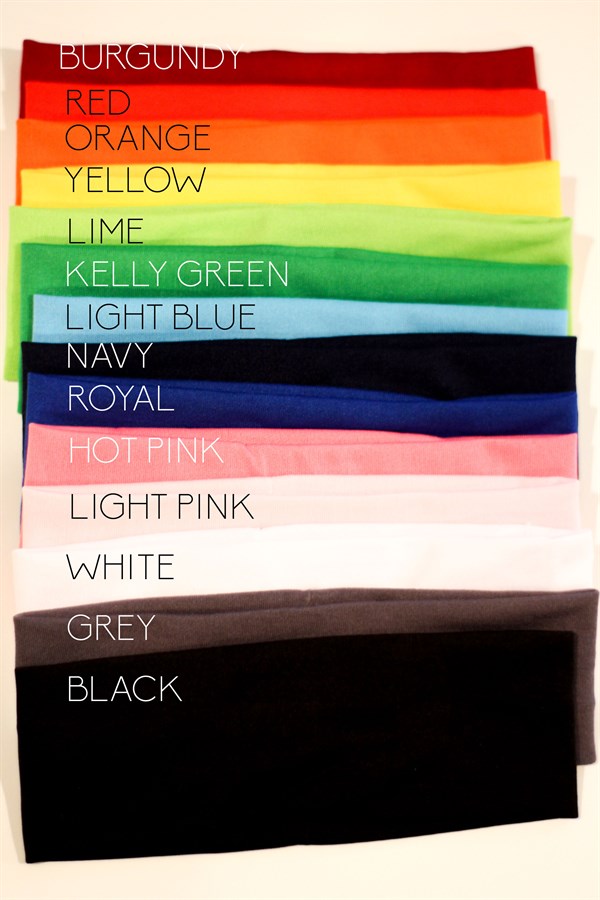 BURGUNDY
RED
ORANGE
YELLOW
LIME
KELLY GREEN
LIGHT BLUE
NAVY
ROYAL
HOT PINK
LIGHT PINK
WHITE
GREY
BLACK